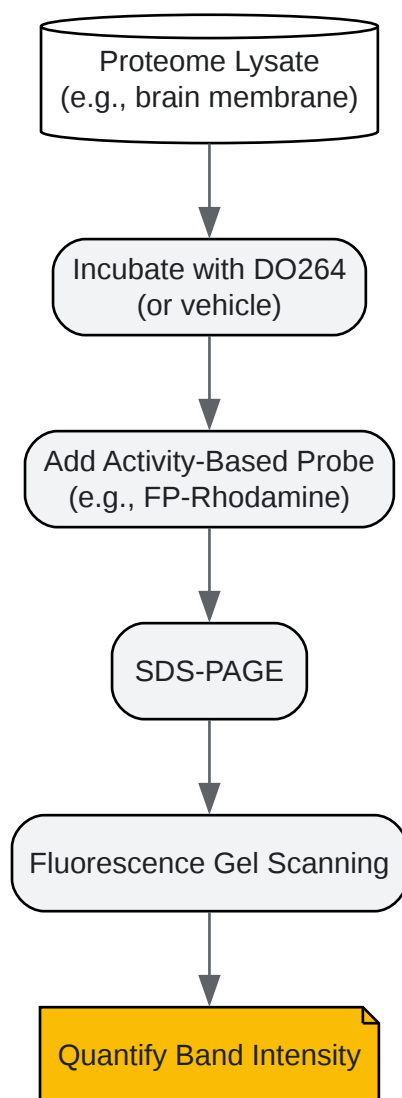 Proteome Lysate
(e.g., brain membrane)
Incubate with DO264
(or vehicle)
Add Activity-Based Probe
(e.g., FP-Rhodamine)
SDS-PAGE
Fluorescence Gel Scanning
Quantify Band Intensity